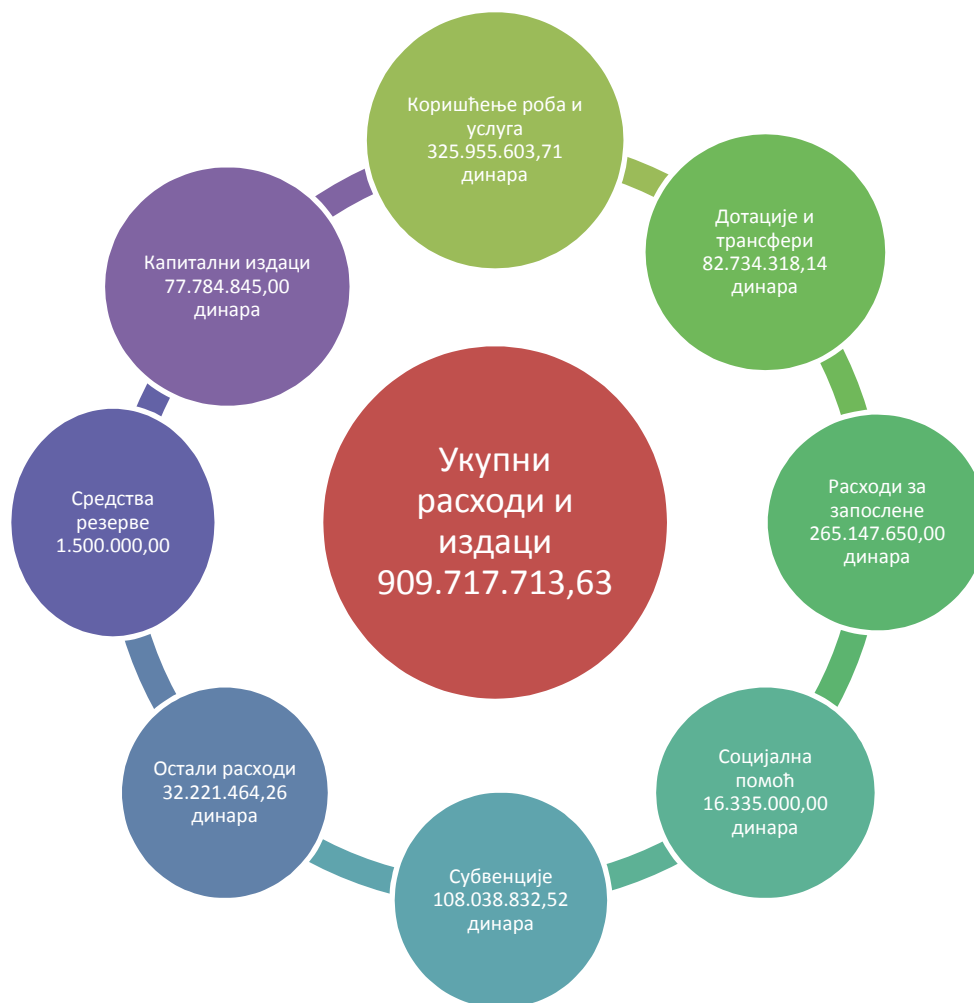 Коришћење роба и
услуга
325.955.603,71
динара
Дотације и
трансфери
82.734.318,14
динара
Расходи за
запослене
265.147.650,00
динара
Социјална
помоћ
16.335.000,00
динара
Субвенције
108.038.832,52
динара
Остали расходи
32.221.464,26
динара
Средства
резерве
1.500.000,00
Капитални издаци
77.784.845,00
динара
Укупни
расходи и
издаци
909.717.713,63